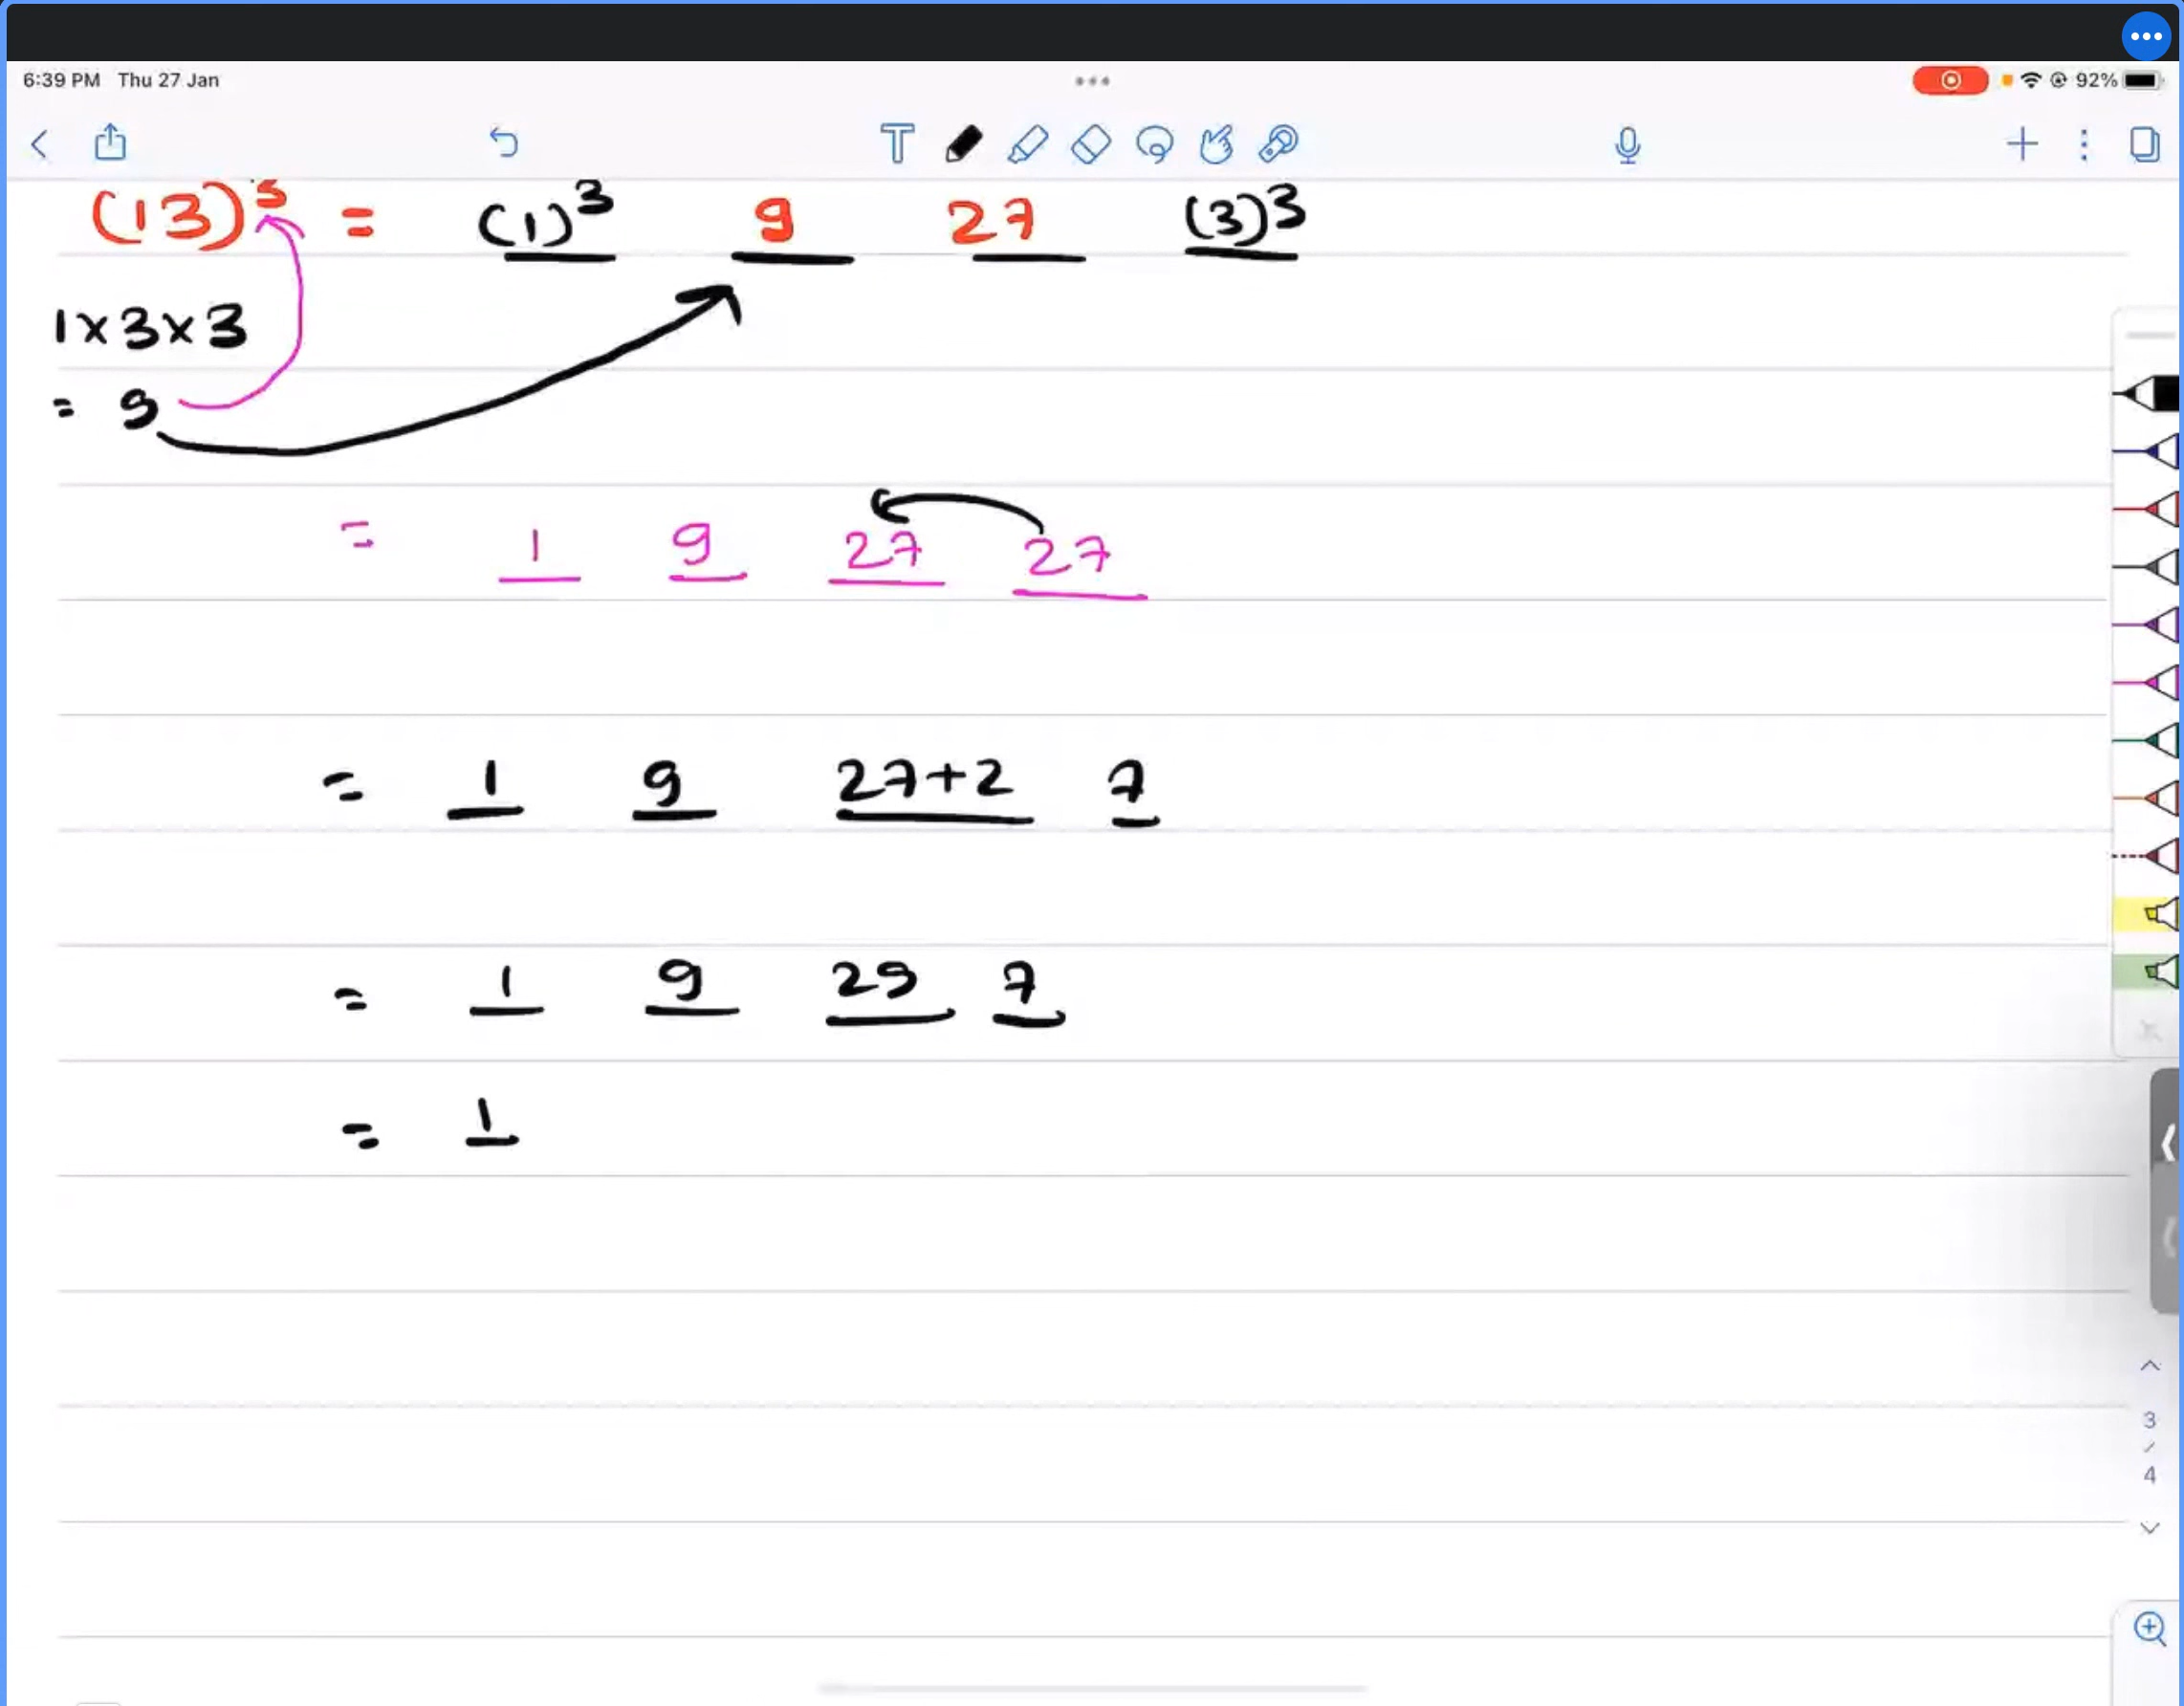 6:39 PM Thu 27 Jan
92%
(13)³ = (1)³ 9 27 (3)³
1×3×3
= 9
= 1 9 27 27
= 1 9 27+2 7
= 1 9 29 7
= 1
3
/
4